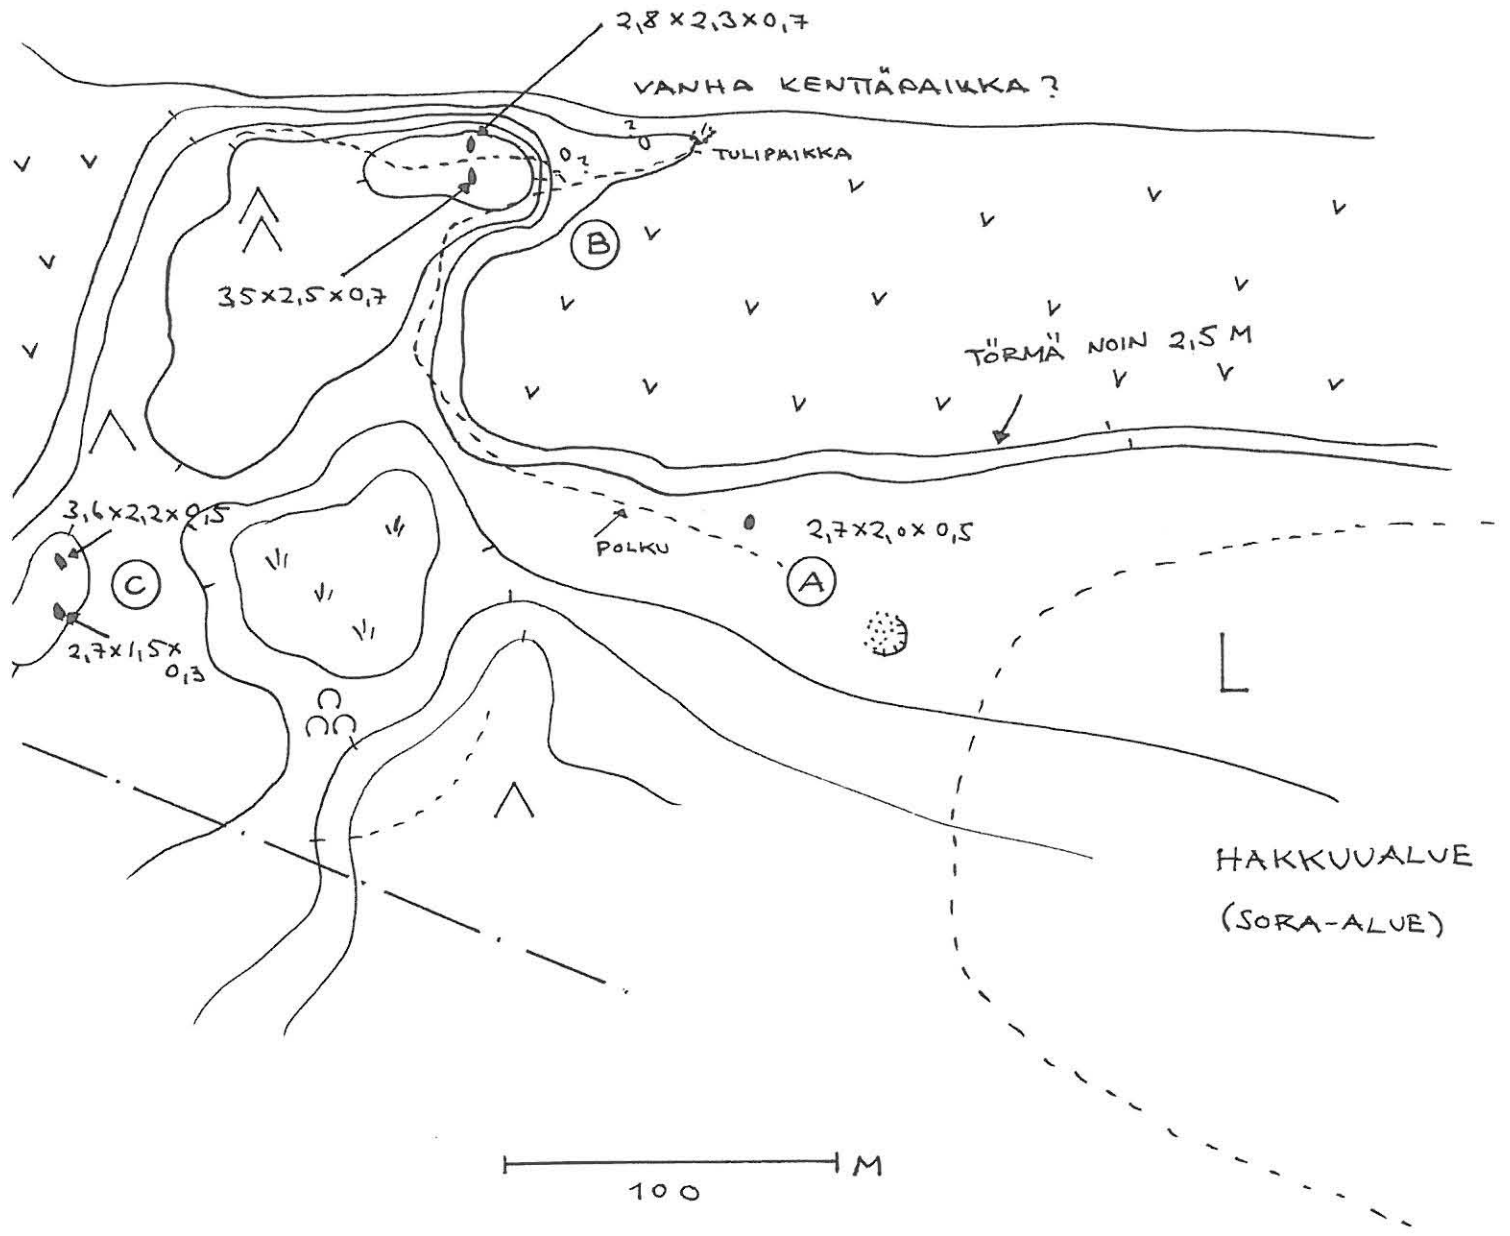 2,8×2,3×0,7
VANHA KENTTÄPAIKKA?
TULIPAIKKA
B
3,5×2,5×0,7
TÖRMÄ NOIN 2,5 M
3,6×2,2×0,5
2,7×2,0×0,5
POLKU
A
C
2,7×1,5×
0,3
L
HAKKUUALUE
(SORA-ALUE)
M
100